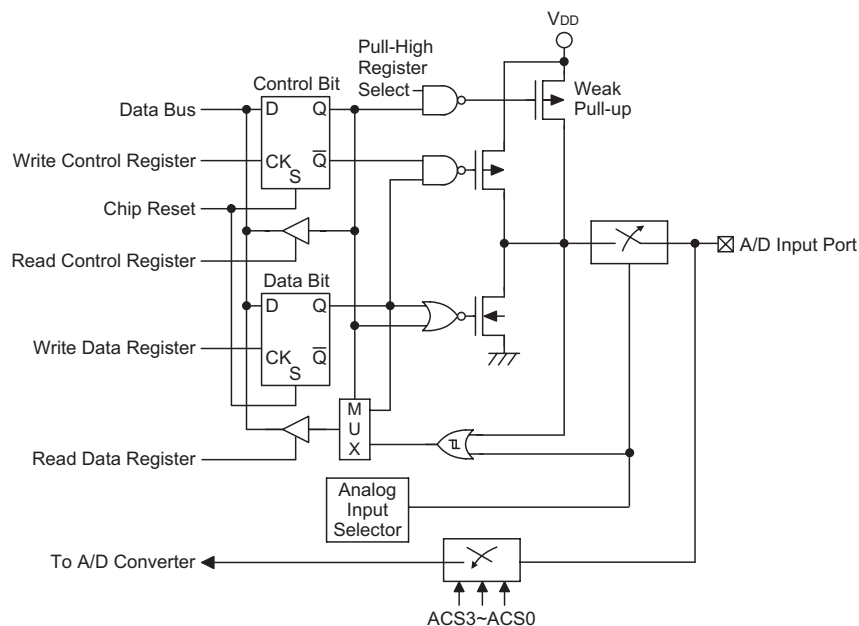 VDD
Pull-High
Register
Select
Weak
Pull-up
Control Bit
Data Bus
D
Q
Write Control Register
CK
Q̅
S
Chip Reset
Read Control Register
A/D Input Port
Data Bit
D
Q
Write Data Register
CK
Q̅
S
M
U
X
Read Data Register
Analog
Input
Selector
To A/D Converter
ACS3~ACS0